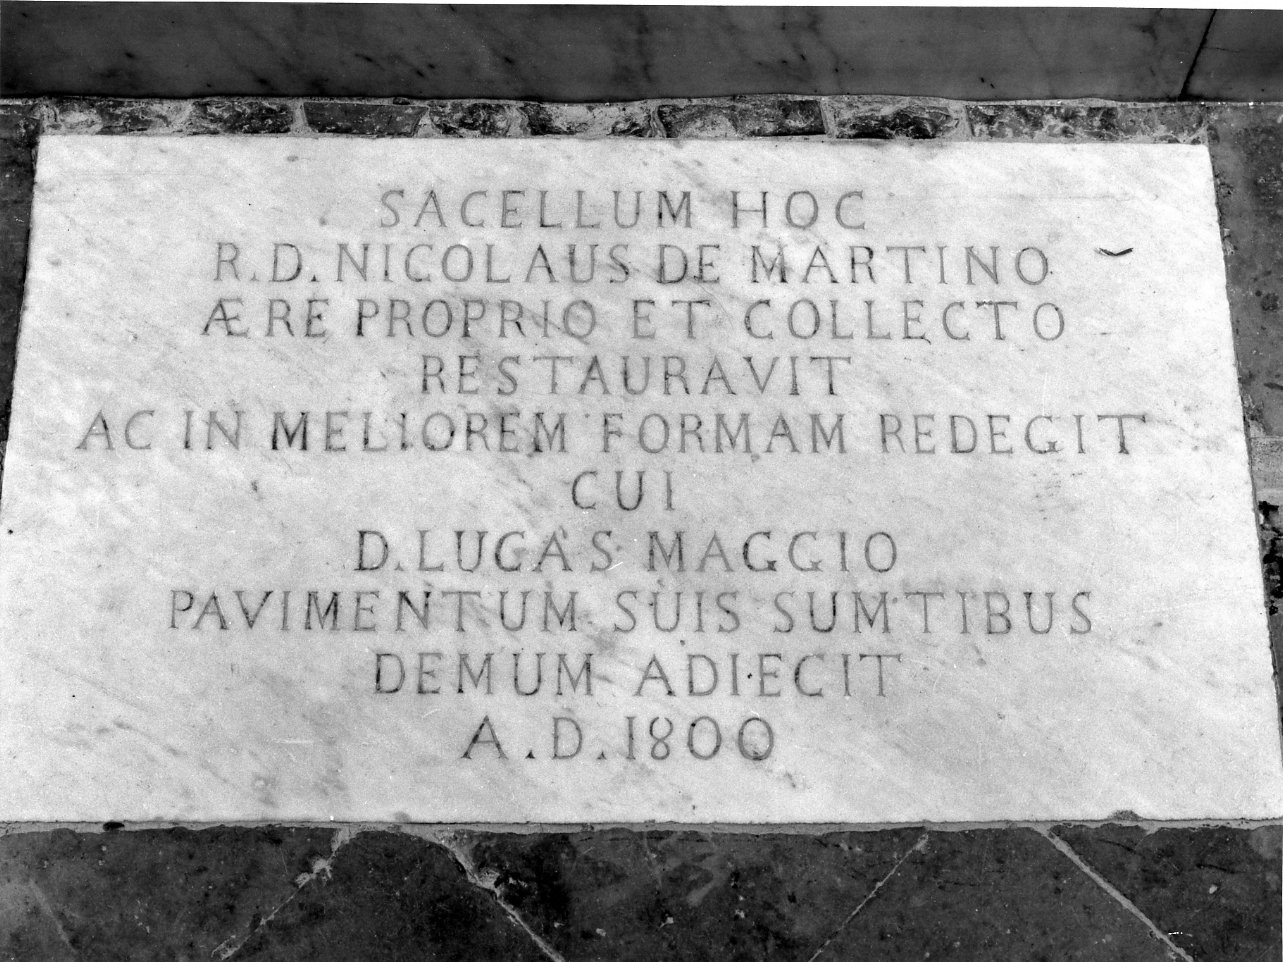 SACELLUM HOC
R.D. NICOLAUS DE MARTINO
ÆRE PROPRIO ET COLLECTO
RESTAURAVIT
AC IN MELIOREM FORMAM REDEGIT
CUI
D. LUGAS MAGGIO
PAVIMENTUM SUIS SUMTIBUS
DEMUM ADIECIT
A.D.1800